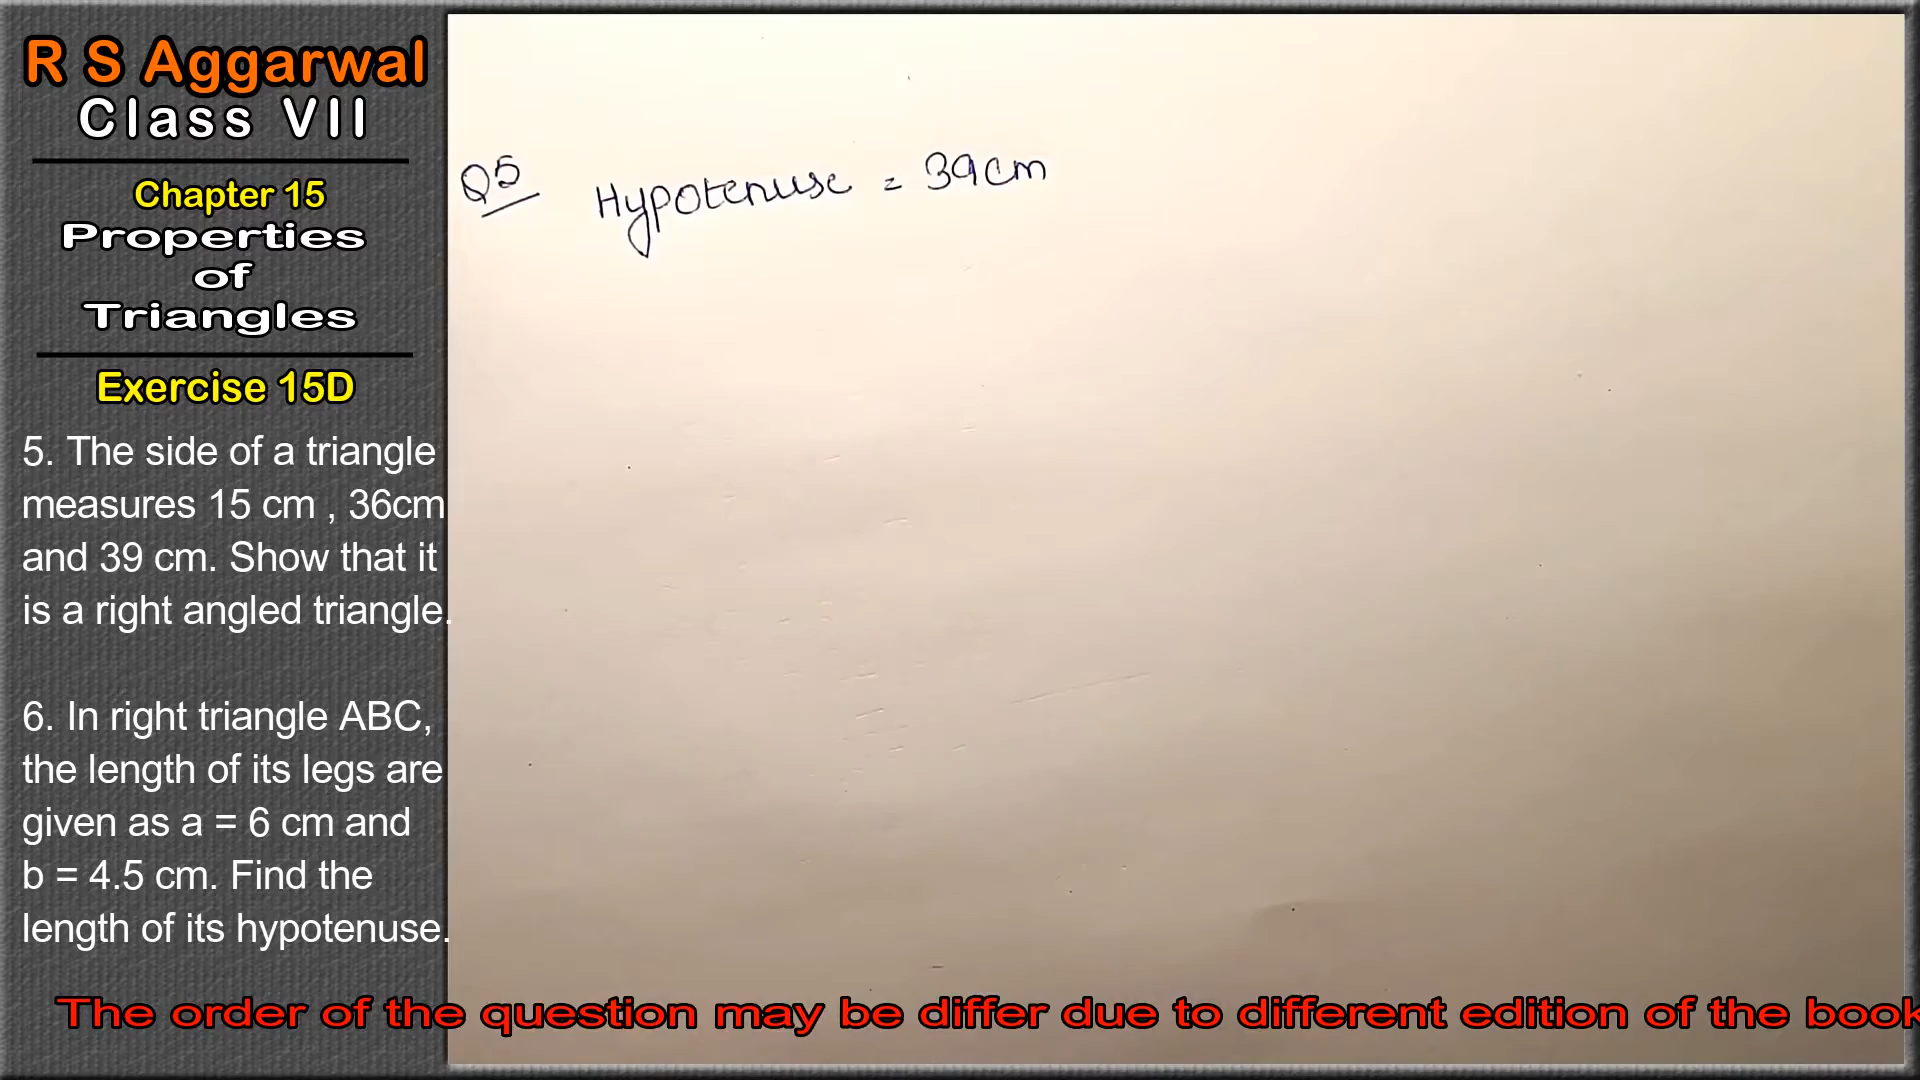 R S Aggarwal
Class VII
Chapter 15
Properties
of
Triangles
Exercise 15D
5. The side of a triangle
measures 15 cm , 36cm
and 39 cm. Show that it
is a right angled triangle.
6. In right triangle ABC,
the length of its legs are
given as a = 6 cm and
b = 4.5 cm. Find the
length of its hypotenuse.
Q5 Hypotenuse = 39cm
The order of the question may be differ due to different edition of the book